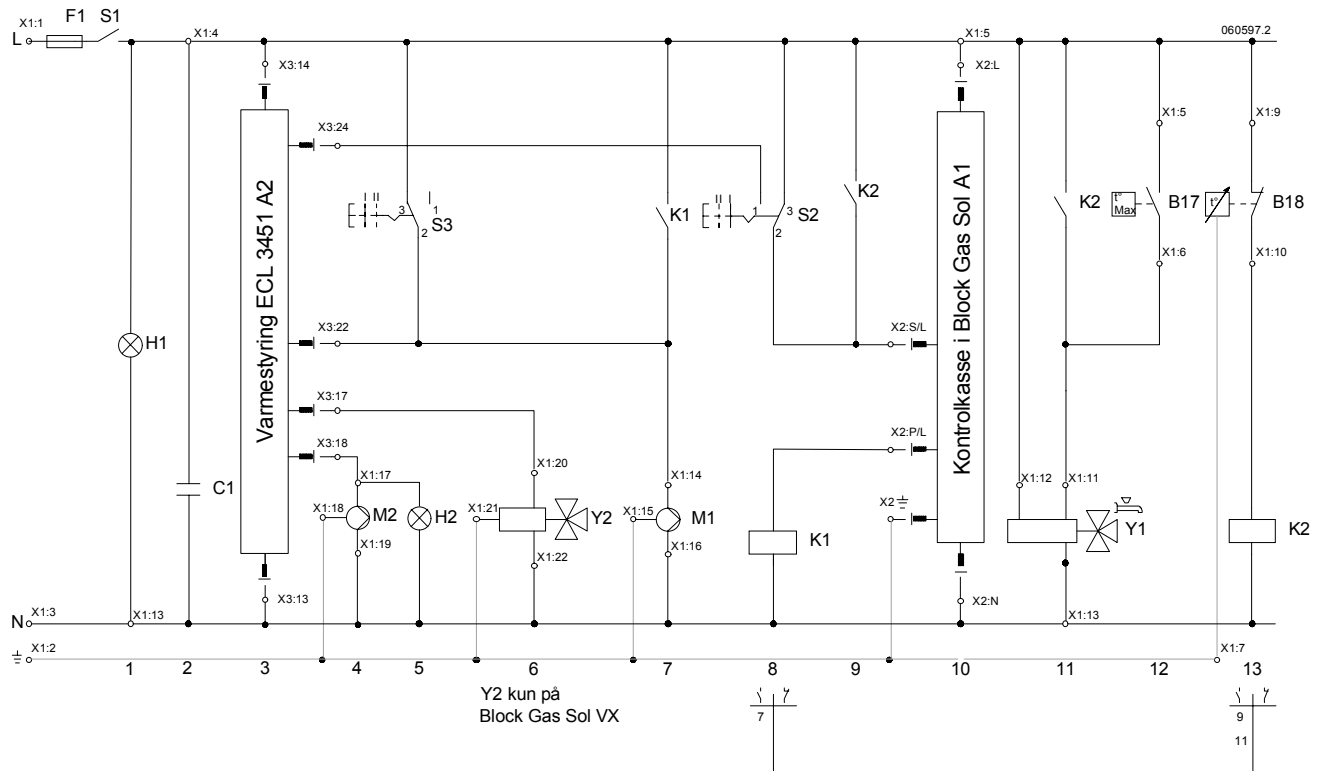 X1:1 F1 S1
L
X1:4
X1:5
060597.2
X3:14
X2:L
X3:24
X1:5
X1:9
Varmestyring ECL 3451 A2
Kontrolkasse i Block Gas Sol A1
I II
3 1
S3
2
K1
I II
1 3
S2
2
K2
K2
t° Max
B17
t°
B18
X1:6
X1:10
H1
X3:22
X2:S/L
X3:17
X3:18
X2:P/L
C1
X1:17
X1:20
X1:14
X1:12
X1:11
X1:18
M2
H2
X1:21
Y2
X1:15
M1
X2
K1
Y1
K2
X1:19
X1:22
X1:16
X3:13
X2:N
N
X1:3
X1:13
X1:13
X1:2
X1:7
1 2 3 4 5 6 7 8 9 10 11 12 13
Y2 kun på
Block Gas Sol VX
7
9
11